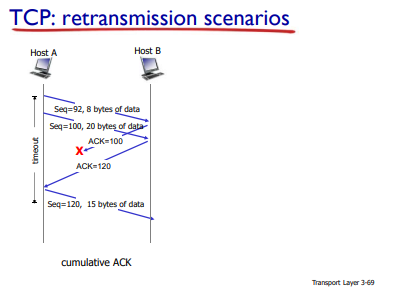 TCP: retransmission scenarios
Host A
Host B
Seq=92, 8 bytes of data
Seq=100, 20 bytes of data
ACK=100
X
timeout
ACK=120
Seq=120, 15 bytes of data
cumulative ACK
Transport Layer 3-69